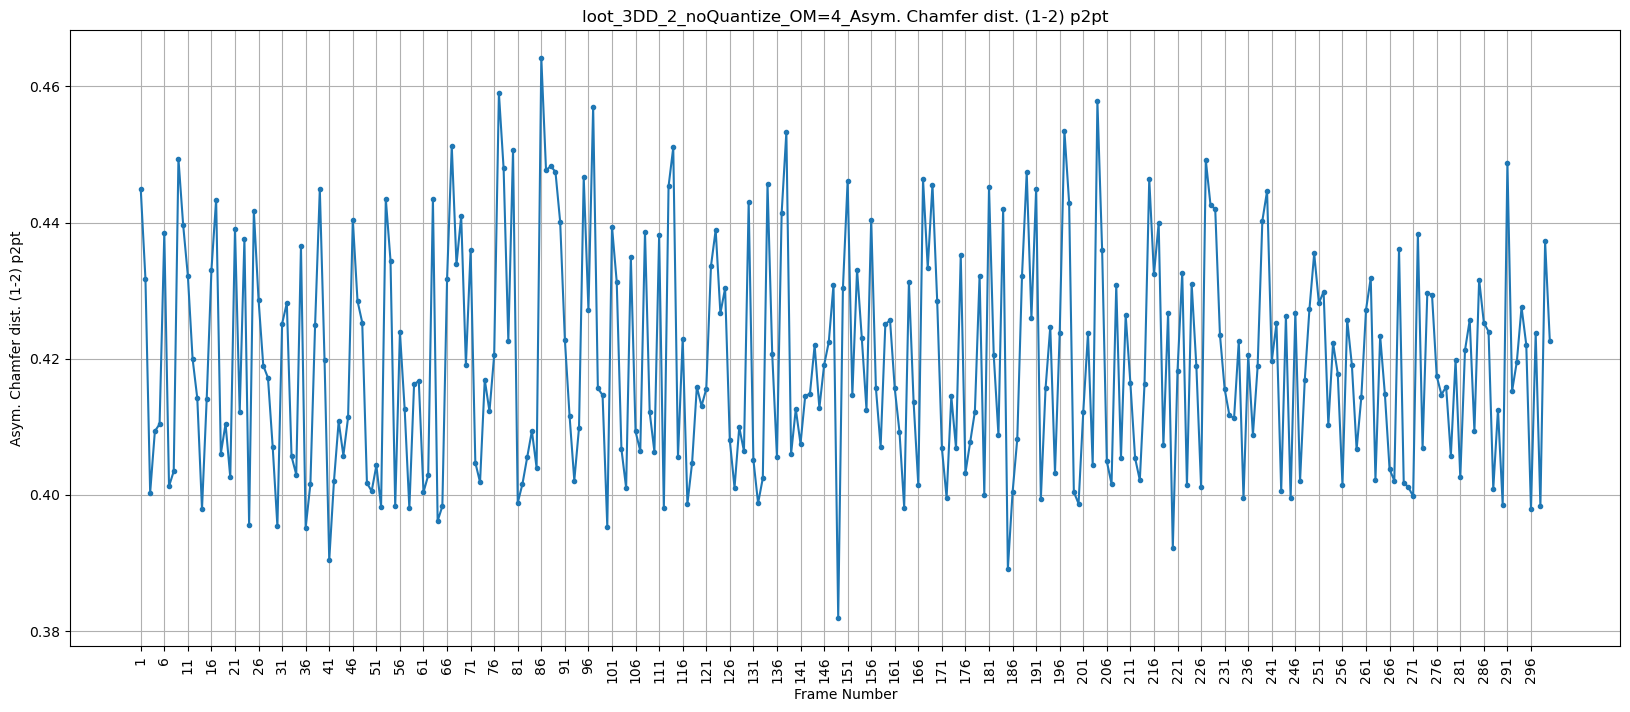 loot_3DD_2_noQuantize_OM=4_Asym. Chamfer dist. (1-2) p2pt
Asym. Chamfer dist. (1-2) p2pt
0.46
0.44
0.42
0.40
0.38
1 6 11 16 21 26 31 36 41 46 51 56 61 66 71 76 81 86 91 96 101 106 111 116 121 126 131 136 141 146 151 156 161 166 171 176 181 186 191 196 201 206 211 216 221 226 231 236 241 246 251 256 261 266 271 276 281 286 291 296
Frame Number